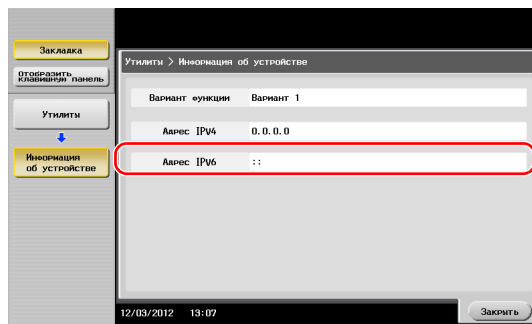 Закладка
Отобразить
клавишную панель
Утилиты
Информация
об устройстве
Утилиты > Информация об устройстве
Вариант функции Вариант 1
Адрес IPV4 0.0.0.0
Адрес IPV6 ::
12/03/2012 13:07
Закрыть